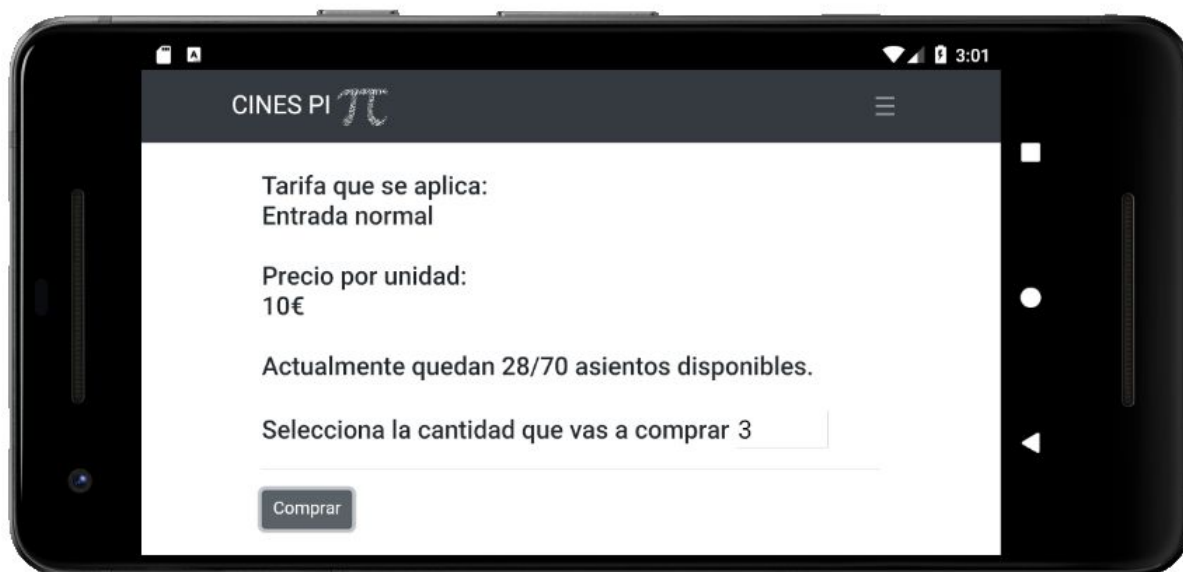 3:01
CINES PI π
Tarifa que se aplica:
Entrada normal
Precio por unidad:
10€
Actualmente quedan 28/70 asientos disponibles.
Selecciona la cantidad que vas a comprar 3
Comprar